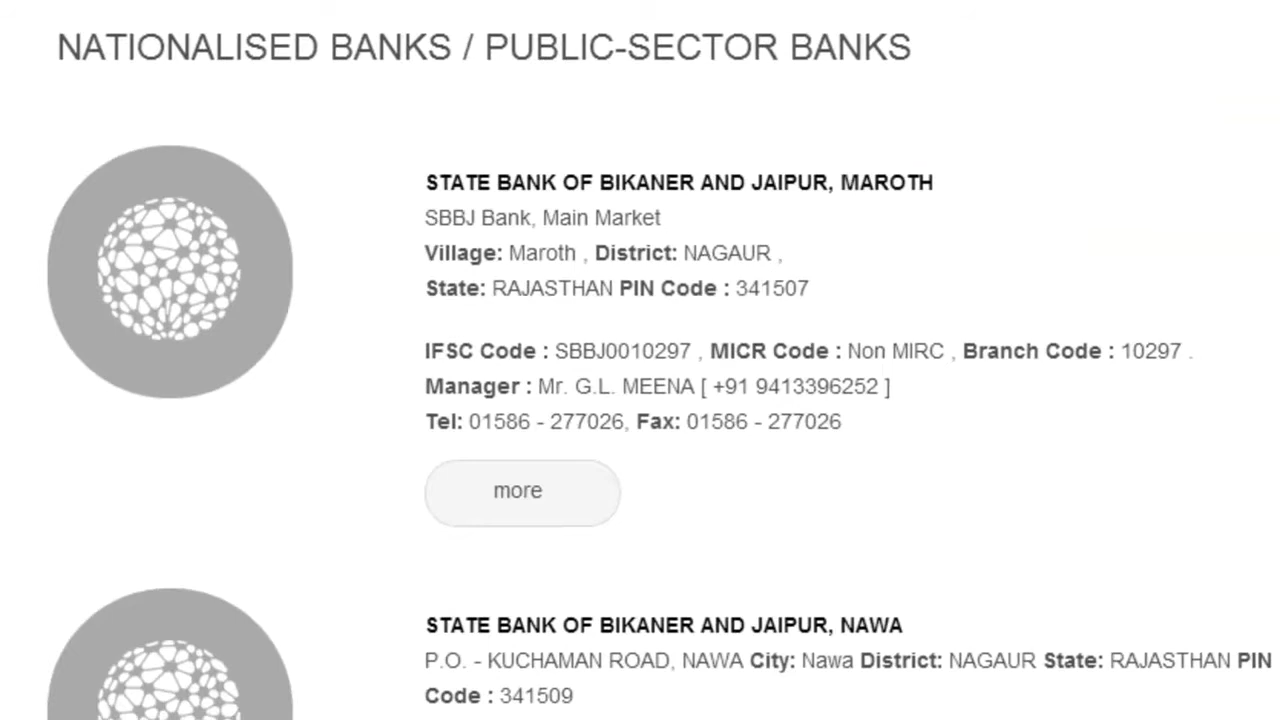 NATIONALISED BANKS / PUBLIC-SECTOR BANKS
STATE BANK OF BIKANER AND JAIPUR, MAROTH
SBBJ Bank, Main Market
Village: Maroth , District: NAGAUR ,
State: RAJASTHAN PIN Code : 341507
IFSC Code : SBBJ0010297 , MICR Code : Non MIRC , Branch Code : 10297 .
Manager : Mr. G.L. MEENA [ +91 9413396252 ]
Tel: 01586 - 277026, Fax: 01586 - 277026
more
STATE BANK OF BIKANER AND JAIPUR, NAWA
P.O. - KUCHAMAN ROAD, NAWA City: Nawa District: NAGAUR State: RAJASTHAN PIN
Code : 341509